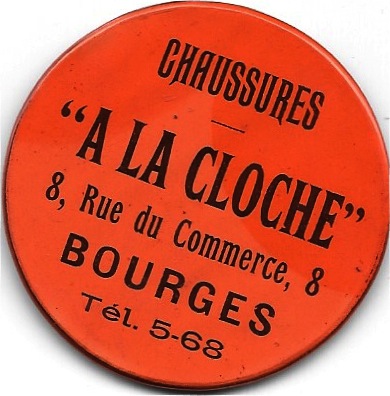 CHAUSSURES
"A LA CLOCHE"
8, Rue du Commerce, 8
BOURGES
Tél. 5-68